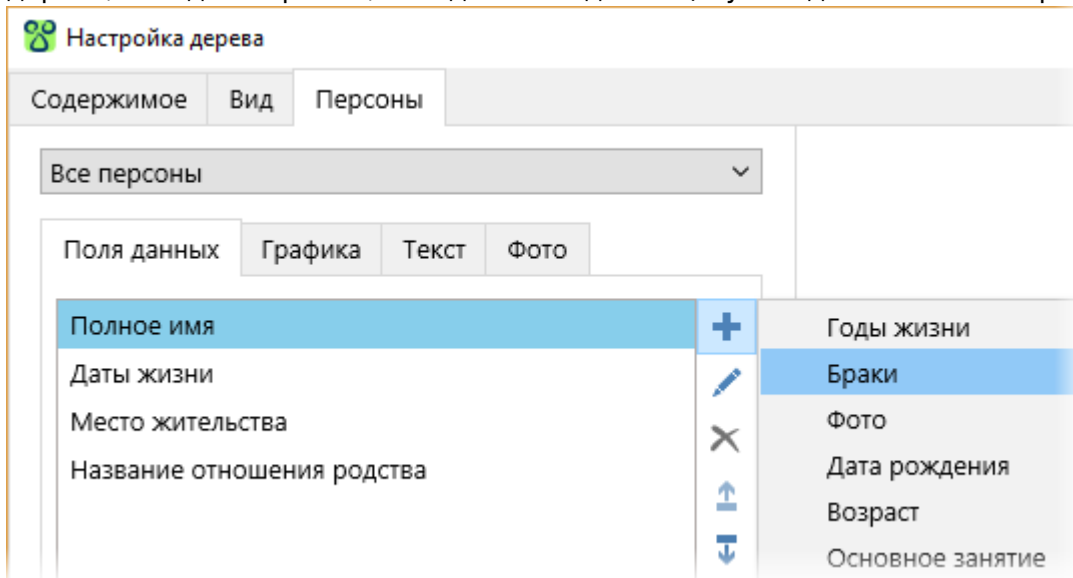 Настройка дерева
Содержимое Вид Персоны
Все персоны
Поля данных Графика Текст Фото
Полное имя
Даты жизни
Место жительства
Название отношения родства
Годы жизни
Браки
Фото
Дата рождения
Возраст
Основное занятие